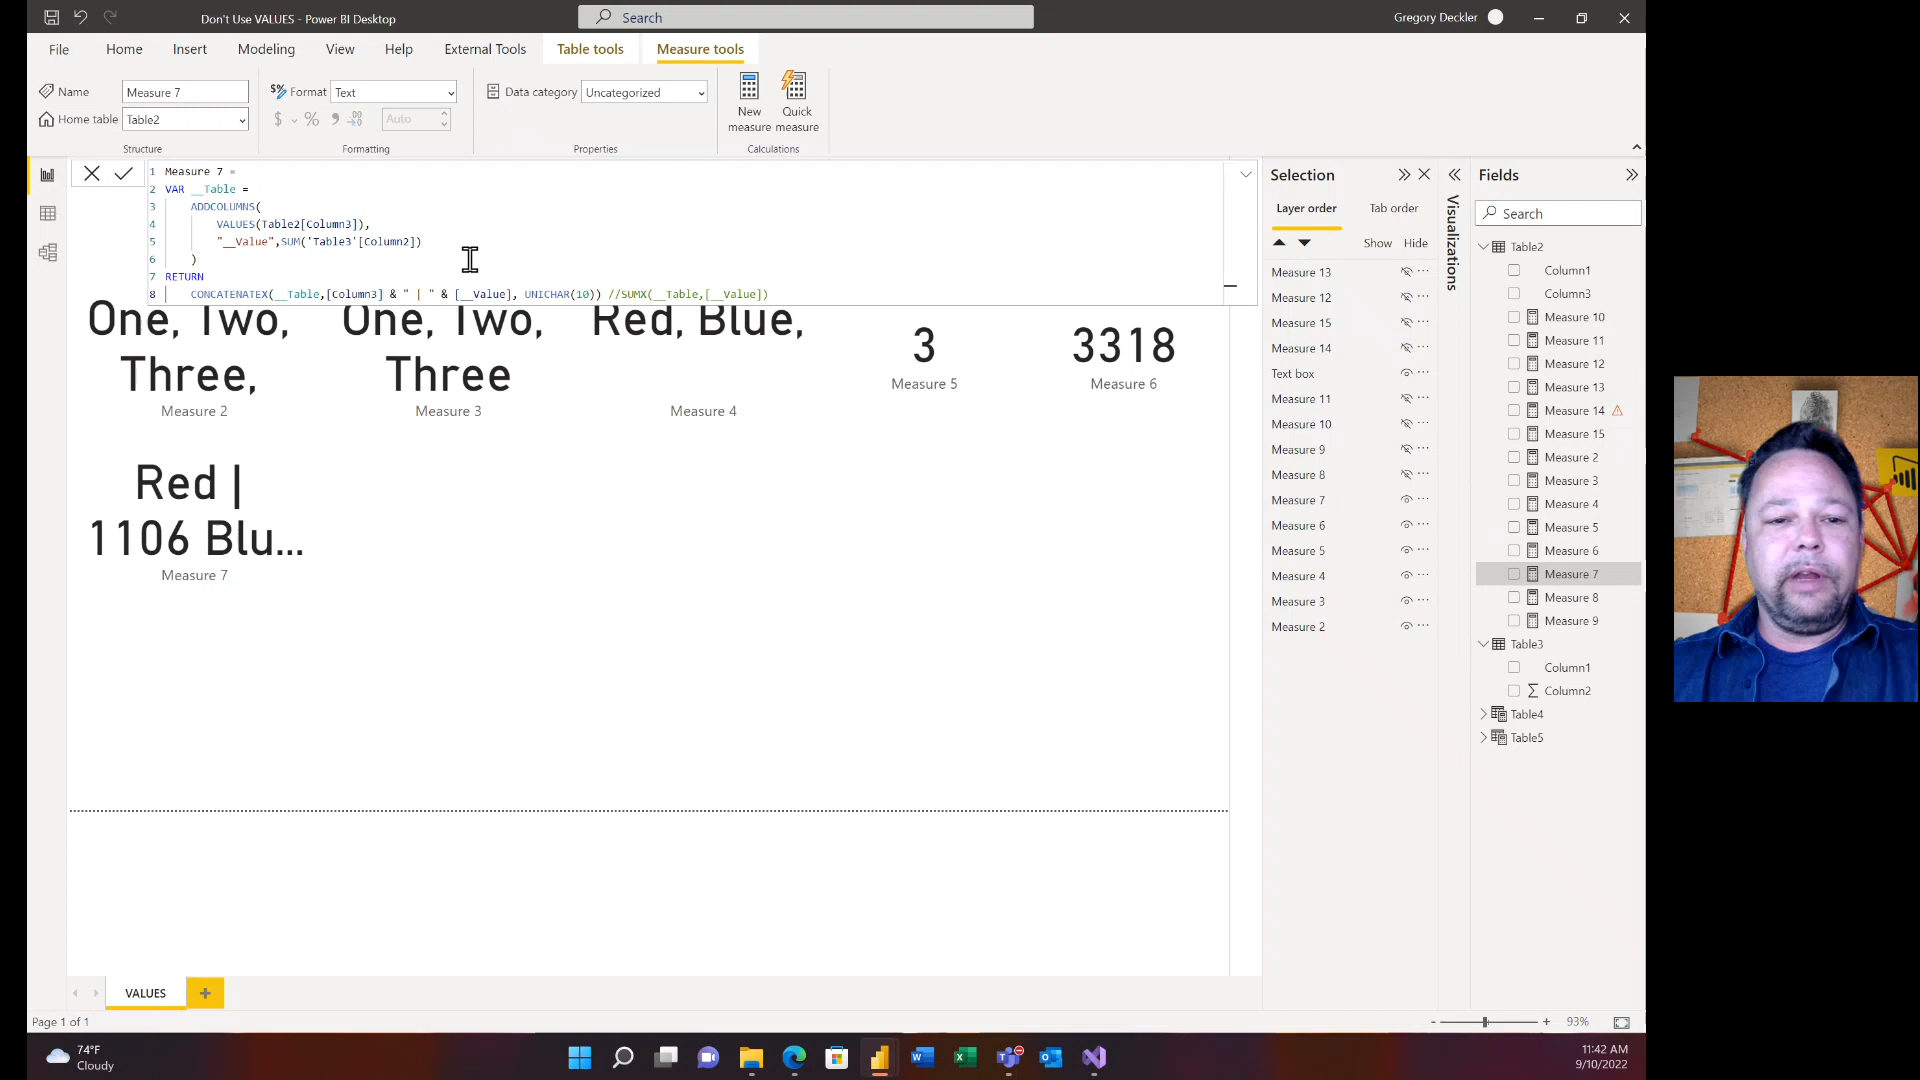 Don't Use VALUES - Power BI Desktop
Search
Gregory Deckler
File
Home
Insert
Modeling
View
Help
External Tools
Table tools
Measure tools
Name
Measure 7
Home table
Table2
Structure
Format
Text
$
%
Auto
Formatting
Data category
Uncategorized
Properties
New measure
Quick measure
Calculations
1 Measure 7 =
2 VAR __Table =
3 ADDCOLUMNS(
4 VALUES(Table2[Column3]),
5 "__Value",SUM('Table3'[Column2])
6 )
7 RETURN
8 CONCATENATEX(__Table,[Column3] & " | " & [__Value], UNICHAR(10)) //SUMX(__Table,[__Value])
One, Two,
Three,
Measure 2
One, Two,
Three
Measure 3
Red, Blue,
Measure 4
3
Measure 5
3318
Measure 6
Red |
1106 Blu...
Measure 7
Selection
Layer order
Tab order
Show
Hide
Measure 13
Measure 12
Measure 15
Measure 14
Text box
Measure 11
Measure 10
Measure 9
Measure 8
Measure 7
Measure 6
Measure 5
Measure 4
Measure 3
Measure 2
Visualizations
Fields
Search
Table2
Column1
Column3
Measure 10
Measure 11
Measure 12
Measure 13
Measure 14
Measure 15
Measure 2
Measure 3
Measure 4
Measure 5
Measure 6
Measure 7
Measure 8
Measure 9
Table3
Column1
Column2
Table4
Table5
VALUES
Page 1 of 1
93%
74°F
Cloudy
11:42 AM
9/10/2022